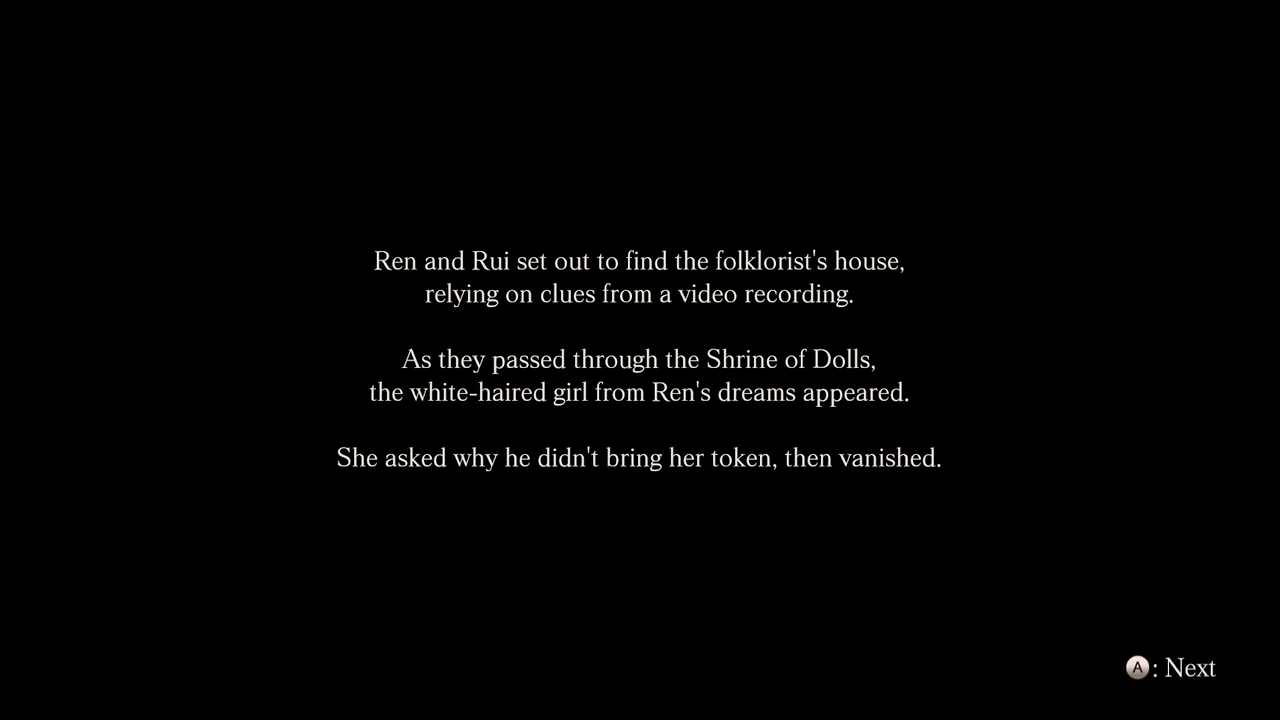 Ren and Rui set out to find the folklorist's house,
relying on clues from a video recording.
As they passed through the Shrine of Dolls,
the white-haired girl from Ren's dreams appeared.
She asked why he didn't bring her token, then vanished.
A: Next